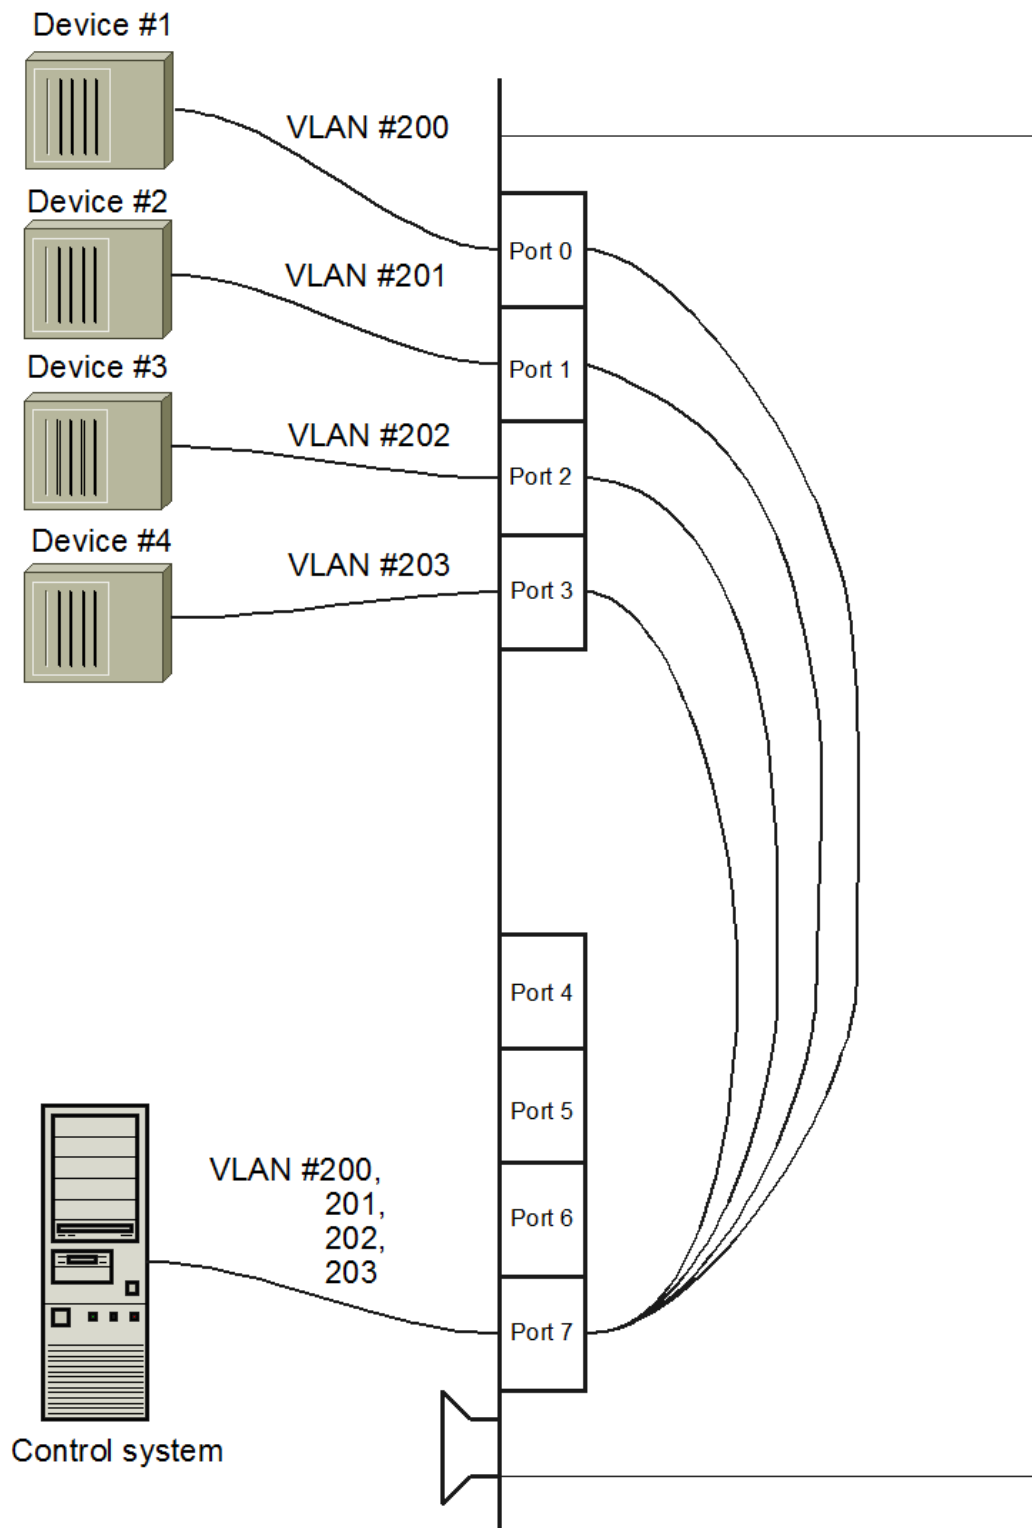 Device #1
VLAN #200
Device #2
Port 0
VLAN #201
Device #3
Port 1
VLAN #202
Port 2
Device #4
VLAN #203
Port 3
Port 4
Port 5
VLAN #200,
201,
202,
203
Port 6
Port 7
Control system